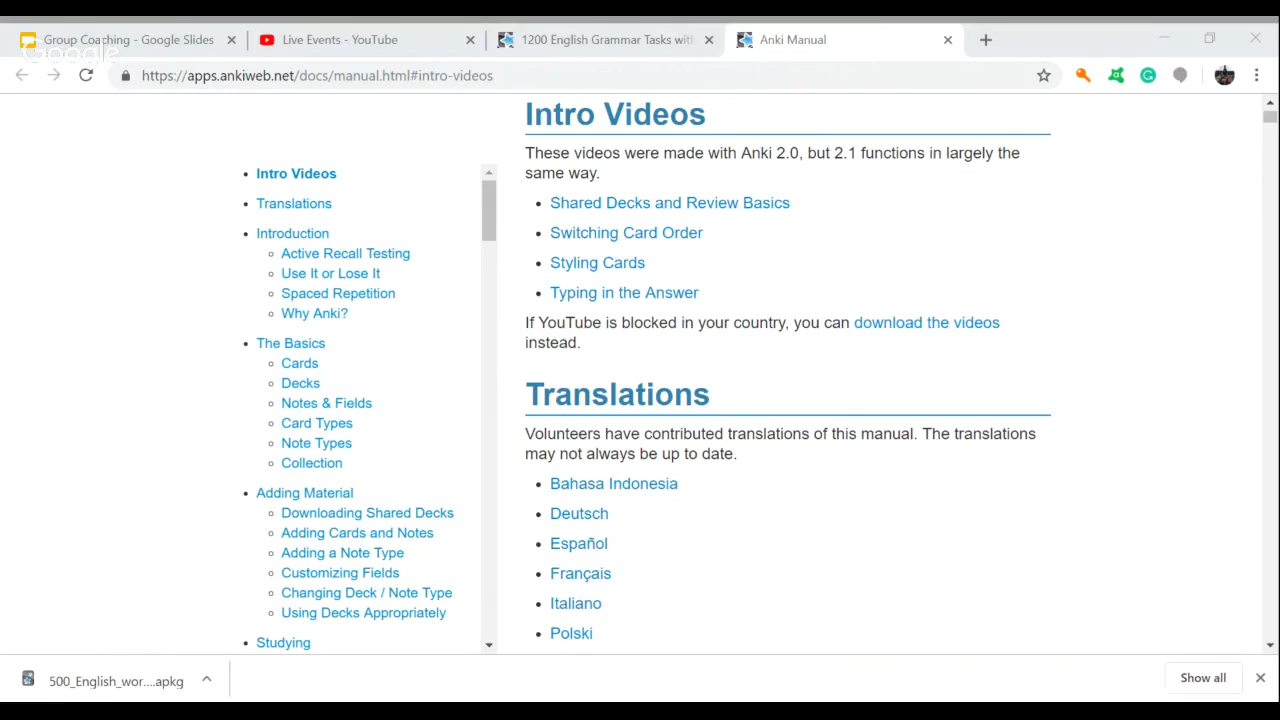 Group Coaching - Google Slides
Live Events - YouTube
1200 English Grammar Tasks with
Anki Manual
Google
https://apps.ankiweb.net/docs/manual.html#intro-videos
Intro Videos
Translations
Introduction
Active Recall Testing
Use It or Lose It
Spaced Repetition
Why Anki?
The Basics
Cards
Decks
Notes & Fields
Card Types
Note Types
Collection
Adding Material
Downloading Shared Decks
Adding Cards and Notes
Adding a Note Type
Customizing Fields
Changing Deck / Note Type
Using Decks Appropriately
Studying
Intro Videos
These videos were made with Anki 2.0, but 2.1 functions in largely the
same way.
Shared Decks and Review Basics
Switching Card Order
Styling Cards
Typing in the Answer
If YouTube is blocked in your country, you can download the videos
instead.
Translations
Volunteers have contributed translations of this manual. The translations
may not always be up to date.
Bahasa Indonesia
Deutsch
Español
Français
Italiano
Polski
500_English_wor....apkg
Show all